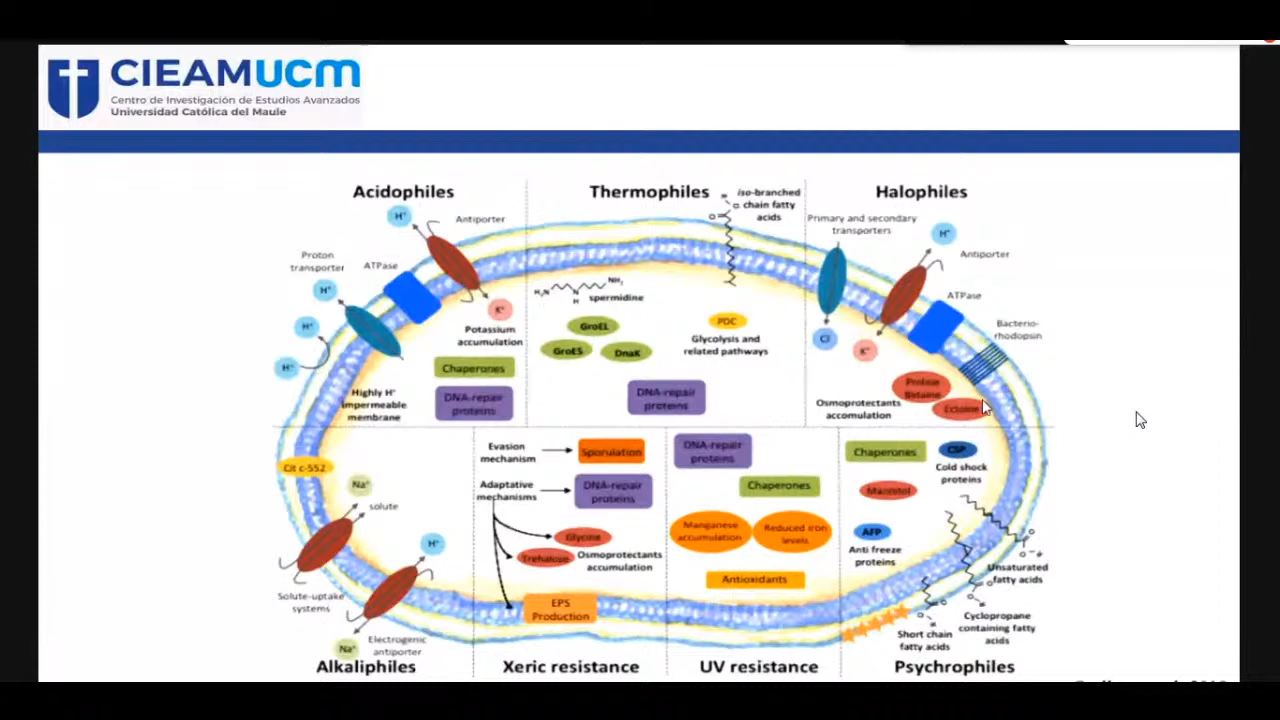 CIEAMUCM
Centro de Investigación de Estudios Avanzados
Universidad Católica del Maule
Acidophiles
H⁺
Antiporter
Proton
transporter
ATPase
H⁺
H⁺
H⁺
K⁺
Potassium
accumulation
Chaperones
Highly H⁺
impermeable
membrane
DNA-repair
proteins
Thermophiles
iso-branched
chain fatty
acids
H₂N
N
H
NH₂
spermidine
GroEL
GroES
DnaK
PDC
Glycolysis and
related pathways
DNA-repair
proteins
Halophiles
Primary and secondary
transporters
H⁺
Antiporter
ATPase
Bacterio-
rhodopsin
Cl
K⁺
Proline
Betaine
Osmoprotectants
accumulation
Ectoine
Cit c-552
Na⁺
solute
H⁺
Solute-uptake
systems
Electrogenic
antiporter
Na⁺
Alkaliphiles
Evasion
mechanism
Sporulation
Adaptative
mechanisms
DNA-repair
proteins
Glycine
Trehalose
Osmoprotectants
accumulation
EPS
Production
Xeric resistance
DNA-repair
proteins
Chaperones
Manganese
accumulation
Reduced iron
levels
Antioxidants
UV resistance
Chaperones
CSP
Cold shock
proteins
Mannitol
AFP
Anti freeze
proteins
Unsaturated
fatty acids
Cyclopropane
containing fatty
acids
Short chain
fatty acids
Psychrophiles